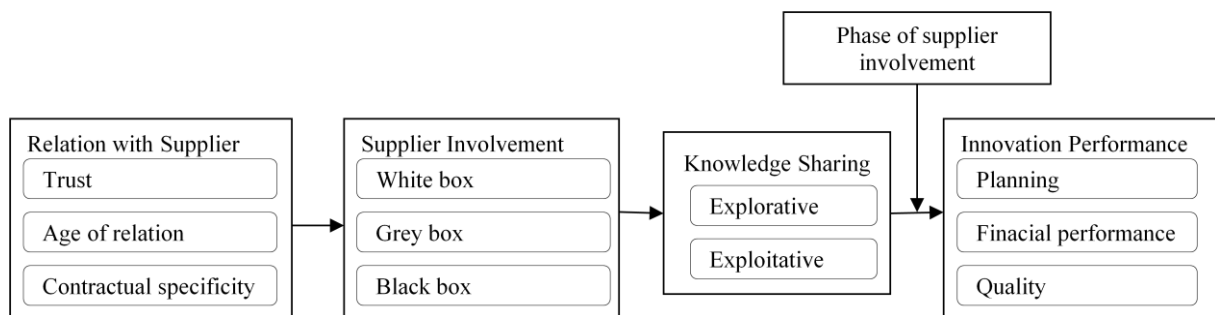 Phase of supplier
involvement
Relation with Supplier
Trust
Age of relation
Contractual specificity
Supplier Involvement
White box
Grey box
Black box
Knowledge Sharing
Explorative
Exploitative
Innovation Performance
Planning
Finacial performance
Quality